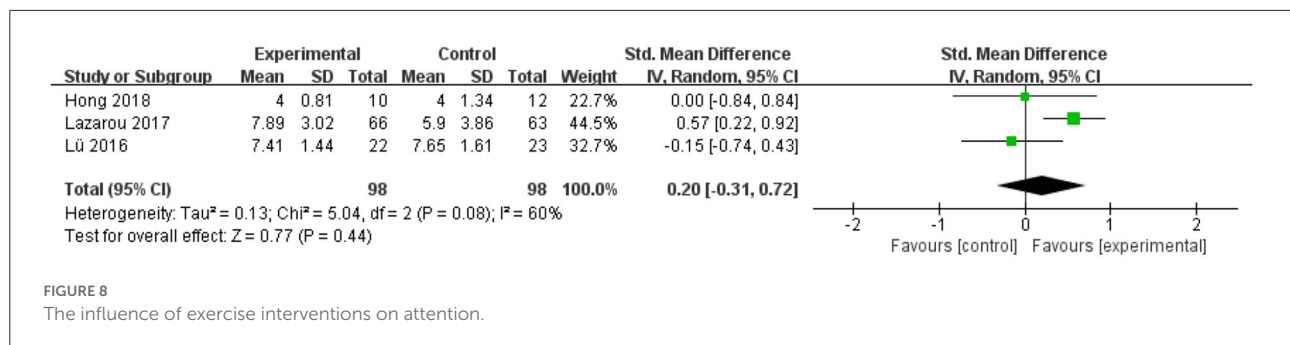 Experimental Control Std. Mean Difference Std. Mean Difference
Study or Subgroup Mean SD Total Mean SD Total Weight IV, Random, 95% CI IV, Random, 95% CI
Hong 2018 4 0.81 10 4 1.34 12 22.7% 0.00 [-0.84, 0.84]
Lazarou 2017 7.89 3.02 66 5.9 3.86 63 44.5% 0.57 [0.22, 0.92]
Lü 2016 7.41 1.44 22 7.65 1.61 23 32.7% -0.15 [-0.74, 0.43]
Total (95% CI) 98 98 100.0% 0.20 [-0.31, 0.72]
Heterogeneity: Tau² = 0.13; Chi² = 5.04, df = 2 (P = 0.08); I² = 60%
Test for overall effect: Z = 0.77 (P = 0.44)
-2 -1 0 1 2
Favours [control] Favours [experimental]
FIGURE 8
The influence of exercise interventions on attention.